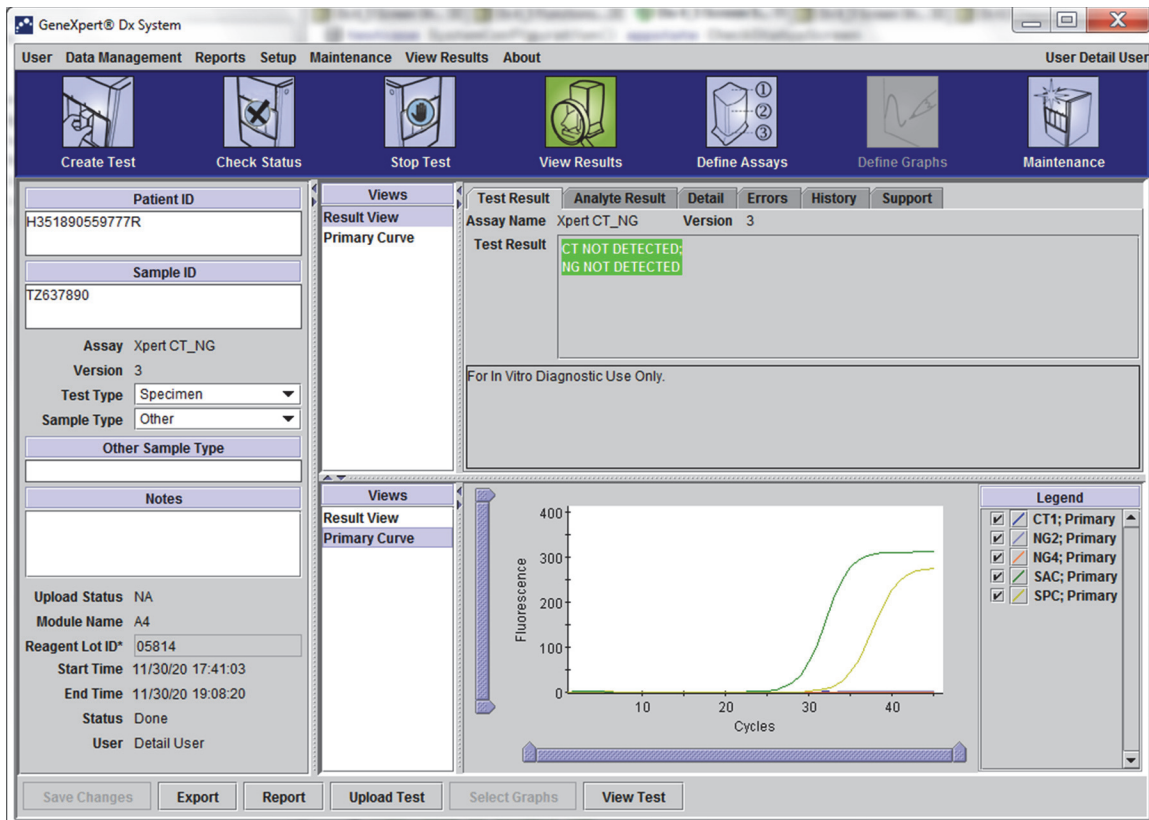 GeneXpert® Dx System
User Data Management Reports Setup Maintenance View Results About User Detail User
Create Test Check Status Stop Test View Results Define Assays Define Graphs Maintenance
Patient ID
H351890559777R
Sample ID
TZ637890
Assay Xpert CT_NG
Version 3
Test Type Specimen
Sample Type Other
Other Sample Type
Notes
Upload Status NA
Module Name A4
Reagent Lot ID* 05814
Start Time 11/30/20 17:41:03
End Time 11/30/20 19:08:20
Status Done
User Detail User
Views
Result View
Primary Curve
Test Result Analyte Result Detail Errors History Support
Assay Name Xpert CT_NG Version 3
Test Result CT NOT DETECTED;
NG NOT DETECTED
For In Vitro Diagnostic Use Only.
Views
Result View
Primary Curve
Fluorescence
400
300
200
100
0
10 20 30 40
Cycles
Legend
CT1; Primary
NG2; Primary
NG4; Primary
SAC; Primary
SPC; Primary
Save Changes Export Report Upload Test Select Graphs View Test